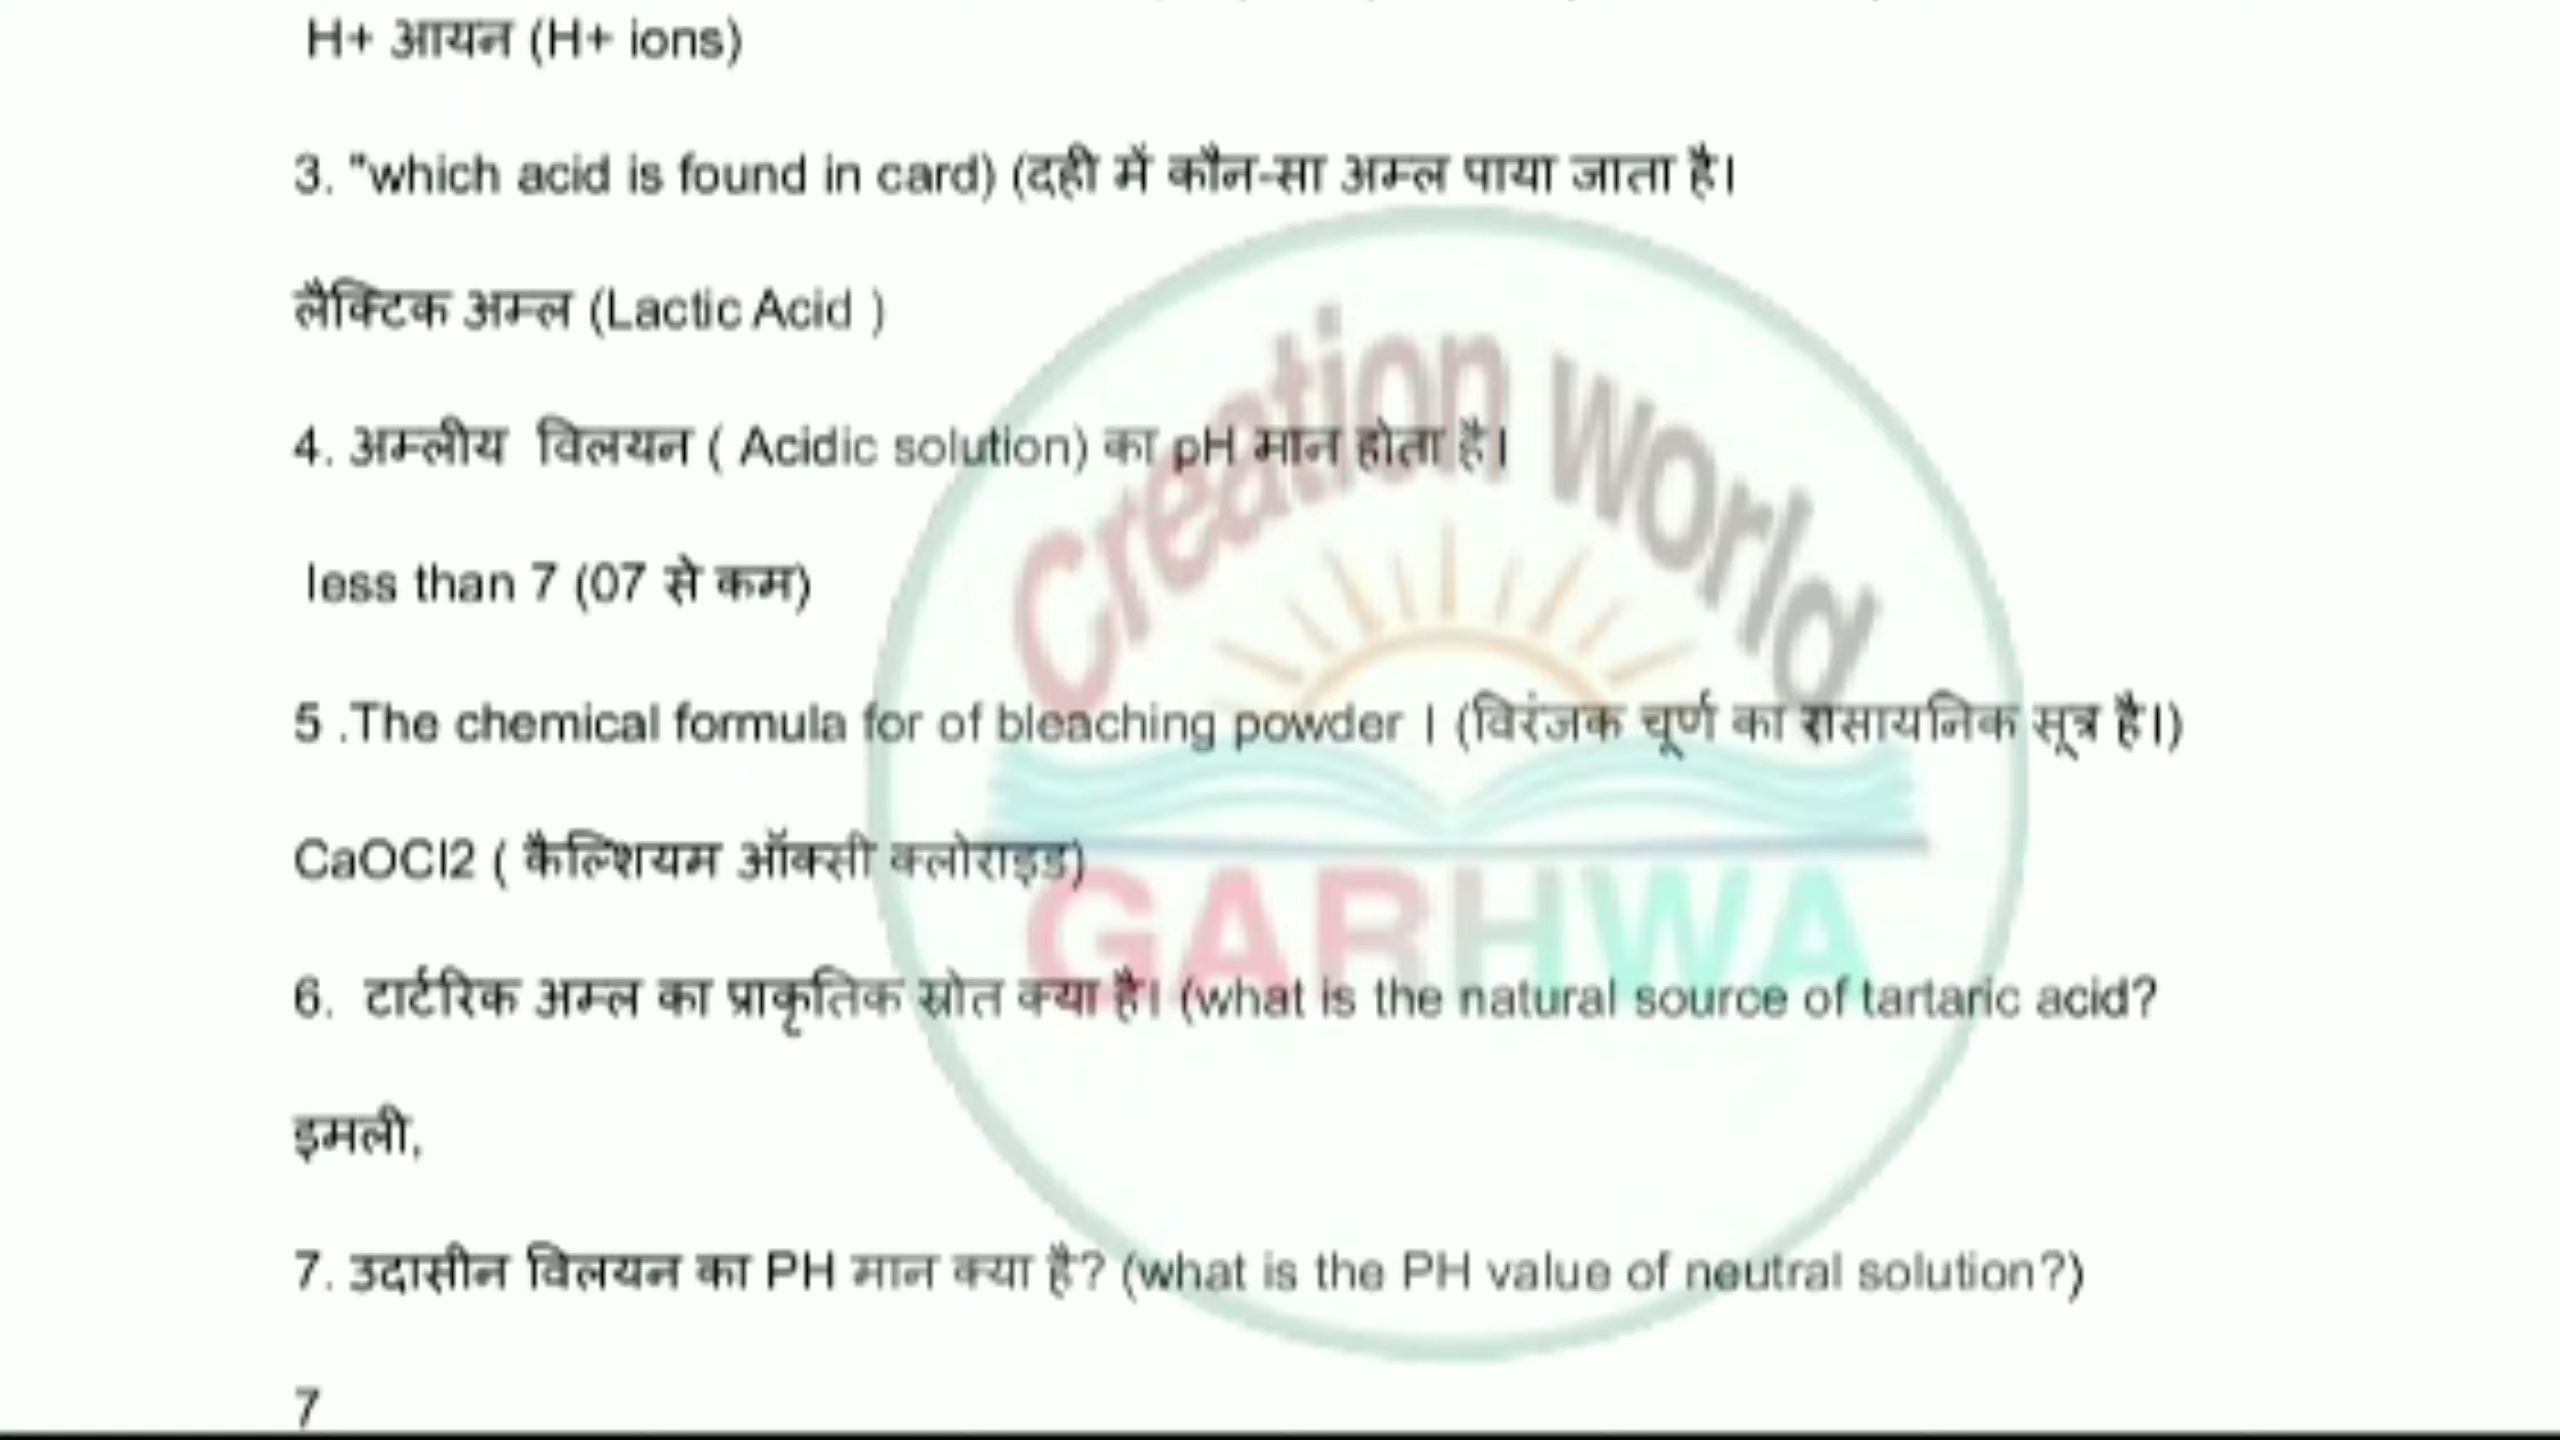 H+ आयन (H+ ions)
3. "which acid is found in card) (दही में कौन-सा अम्ल पाया जाता है।
लैक्टिक अम्ल (Lactic Acid )
4. अम्लीय विलयन ( Acidic solution) का pH मान होता है।
less than 7 (07 से कम)
5 .The chemical formula for of bleaching powder । (विरंजक चूर्ण का रासायनिक सूत्र है।)
CaOCl2 ( कैल्शियम ऑक्सी क्लोराइड)
6. टार्टरिक अम्ल का प्राकृतिक स्रोत क्या है। (what is the natural source of tartaric acid?
इमली,
7. उदासीन विलयन का PH मान क्या है? (what is the PH value of neutral solution?)
7
Creation World
GARHWA